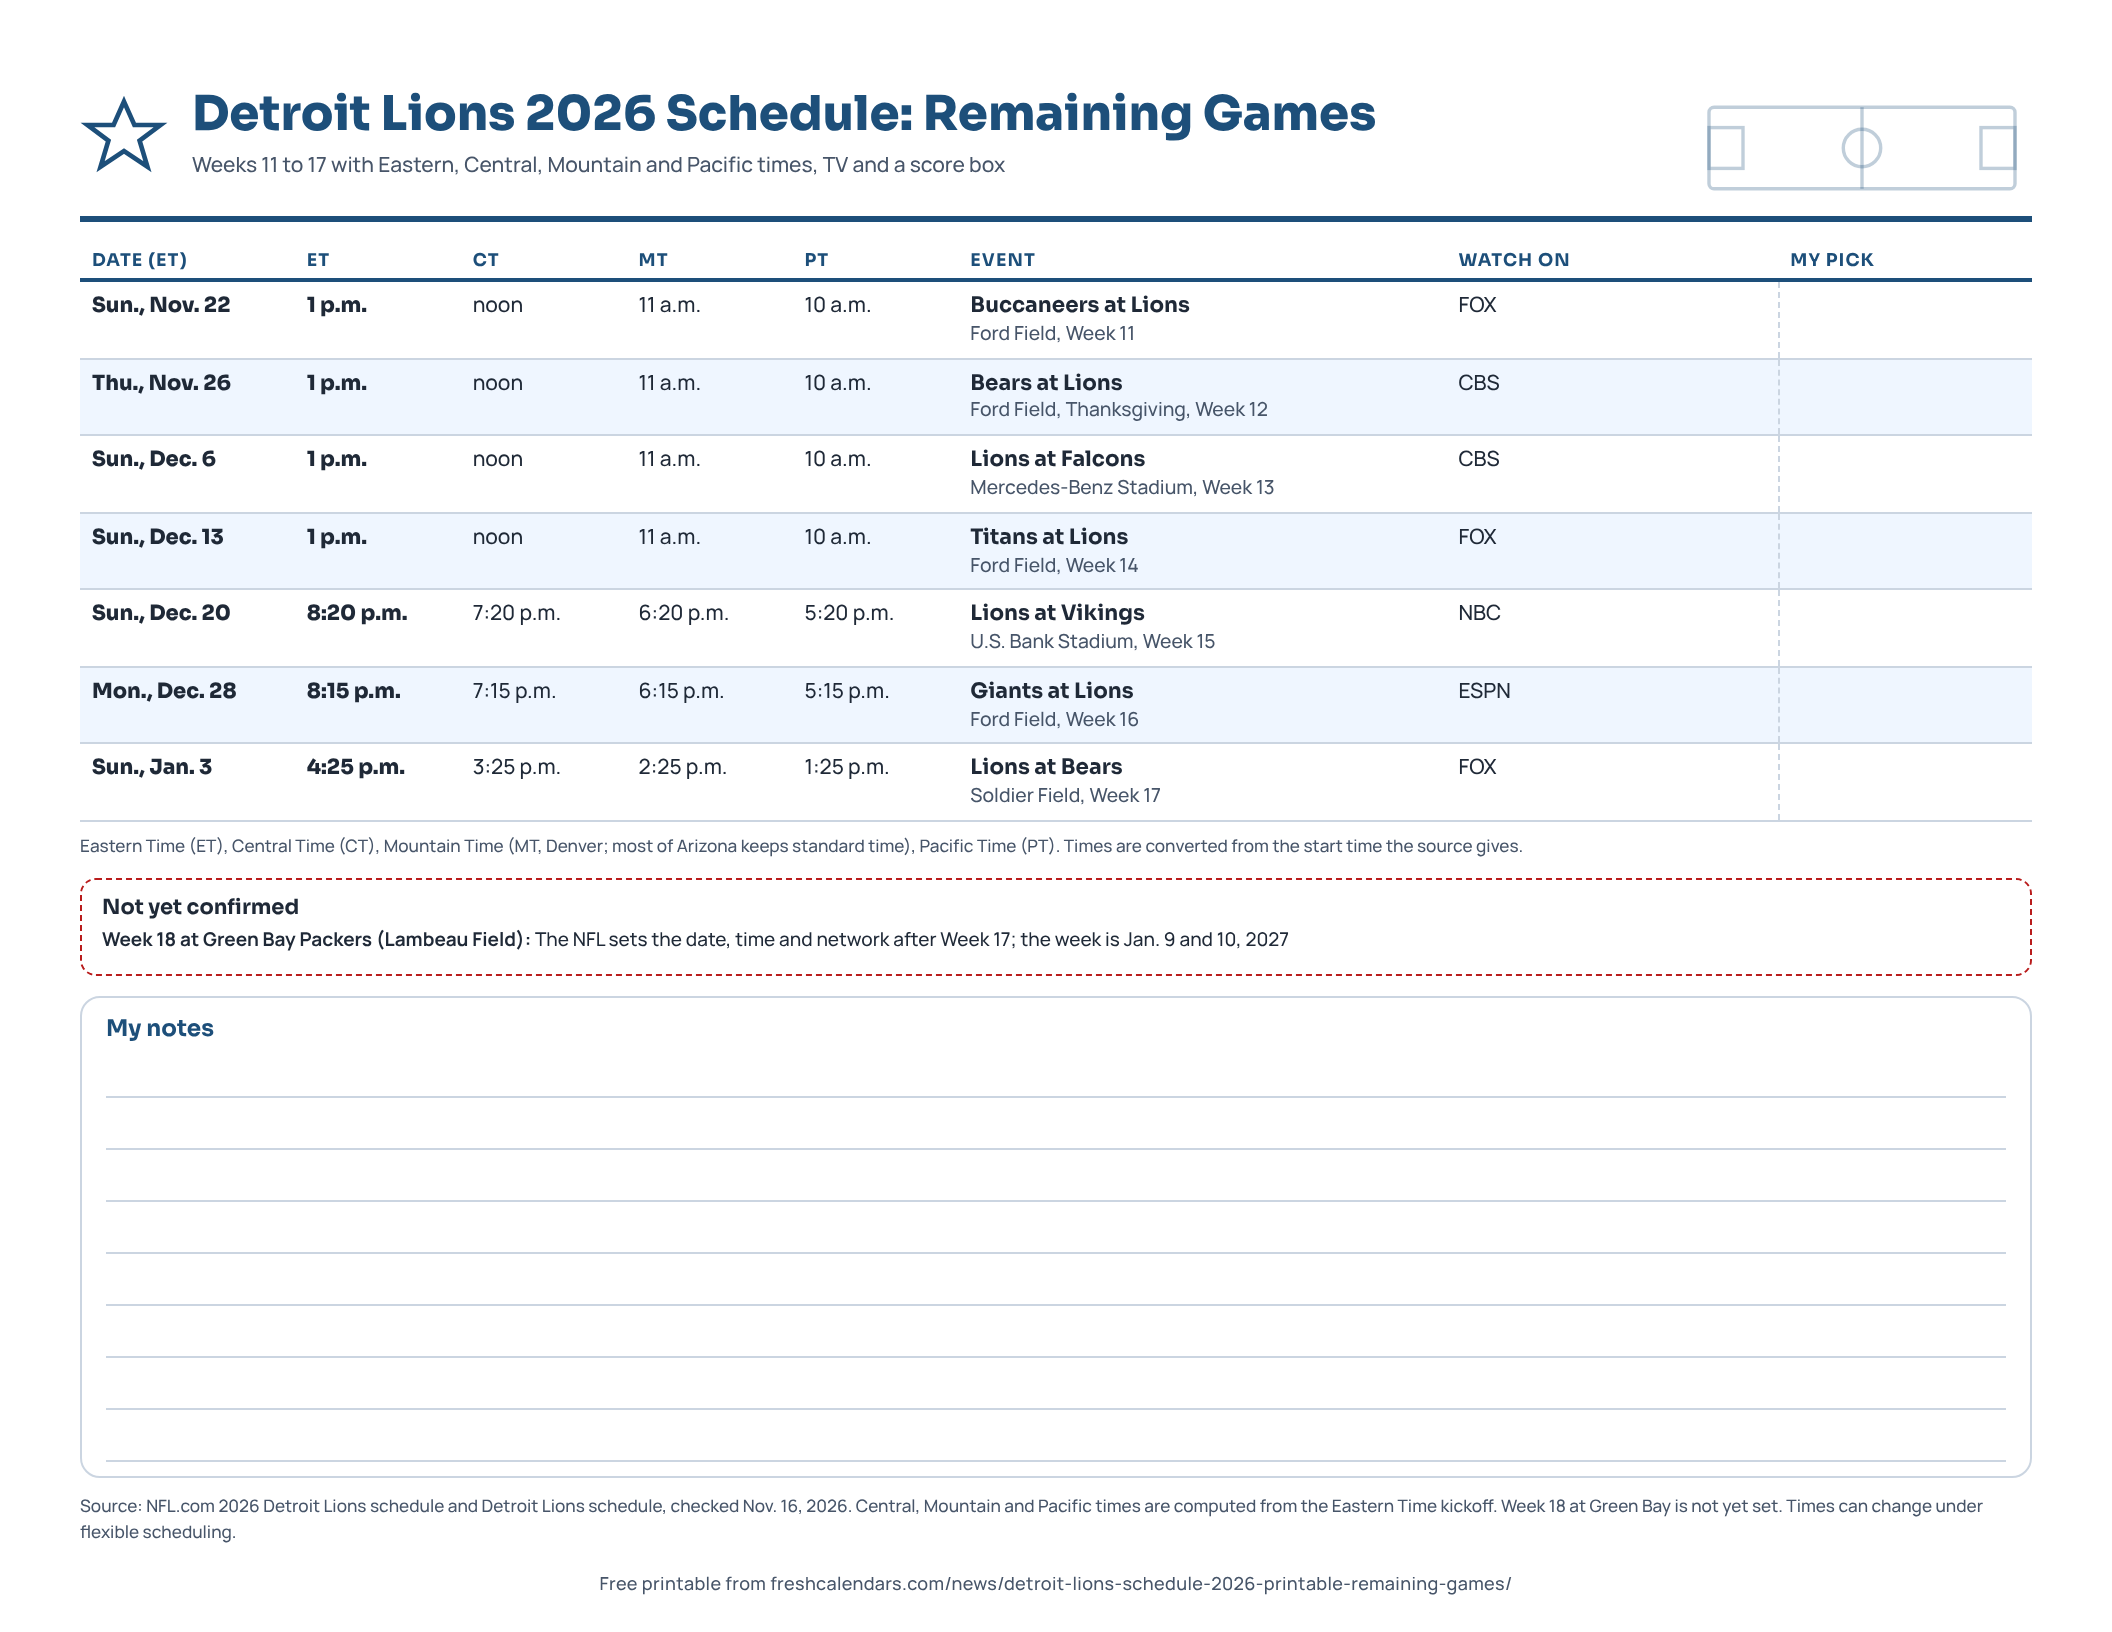 Detroit Lions 2026 Schedule: Remaining Games
Weeks 11 to 17 with Eastern, Central, Mountain and Pacific times, TV and a score box
DATE (ET) ET CT MT PT EVENT WATCH ON MY PICK
Sun., Nov. 22 1 p.m. noon 11 a.m. 10 a.m. Buccaneers at Lions FOX
Ford Field, Week 11
Thu., Nov. 26 1 p.m. noon 11 a.m. 10 a.m. Bears at Lions CBS
Ford Field, Thanksgiving, Week 12
Sun., Dec. 6 1 p.m. noon 11 a.m. 10 a.m. Lions at Falcons CBS
Mercedes-Benz Stadium, Week 13
Sun., Dec. 13 1 p.m. noon 11 a.m. 10 a.m. Titans at Lions FOX
Ford Field, Week 14
Sun., Dec. 20 8:20 p.m. 7:20 p.m. 6:20 p.m. 5:20 p.m. Lions at Vikings NBC
U.S. Bank Stadium, Week 15
Mon., Dec. 28 8:15 p.m. 7:15 p.m. 6:15 p.m. 5:15 p.m. Giants at Lions ESPN
Ford Field, Week 16
Sun., Jan. 3 4:25 p.m. 3:25 p.m. 2:25 p.m. 1:25 p.m. Lions at Bears FOX
Soldier Field, Week 17
Eastern Time (ET), Central Time (CT), Mountain Time (MT, Denver; most of Arizona keeps standard time), Pacific Time (PT). Times are converted from the start time the source gives.
Not yet confirmed
Week 18 at Green Bay Packers (Lambeau Field): The NFL sets the date, time and network after Week 17; the week is Jan. 9 and 10, 2027
My notes
Source: NFL.com 2026 Detroit Lions schedule and Detroit Lions schedule, checked Nov. 16, 2026. Central, Mountain and Pacific times are computed from the Eastern Time kickoff. Week 18 at Green Bay is not yet set. Times can change under
flexible scheduling.
Free printable from freshcalendars.com/news/detroit-lions-schedule-2026-printable-remaining-games/